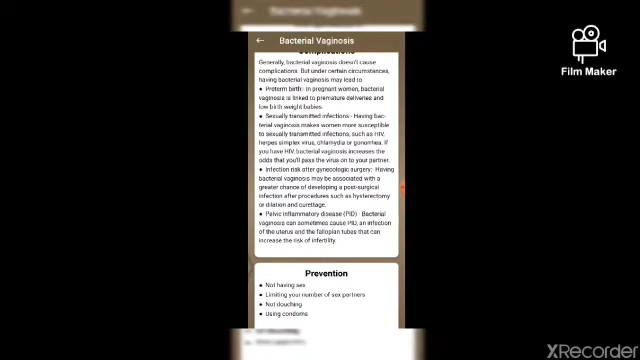 Bacterial Vaginosis
Complications
Generally, bacterial vaginosis doesn't cause
complications. But under certain circumstances,
having bacterial vaginosis may lead to
● Preterm birth:- In pregnant women, bacterial
vaginosis is linked to premature deliveries and
low birth weight babies.
● Sexually transmitted infections:- Having bac-
terial vaginosis makes women more susceptible
to sexually transmitted infections, such as HIV,
herpes simplex virus, chlamydia or gonorrhea. If
you have HIV, bacterial vaginosis increases the
odds that you'll pass the virus on to your partner.
● Infection risk after gynecologic surgery:- Having
bacterial vaginosis may be associated with a
greater chance of developing a post-surgical
infection after procedures such as hysterectomy
or dilation and curettage.
● Pelvic inflammatory disease (PID):- Bacterial
vaginosis can sometimes cause PID, an infection
of the uterus and the fallopian tubes that can
increase the risk of infertility.
Prevention
● Not having sex
● Limiting your number of sex partners
● Not douching
● Using condoms
Film Maker
XRecorder